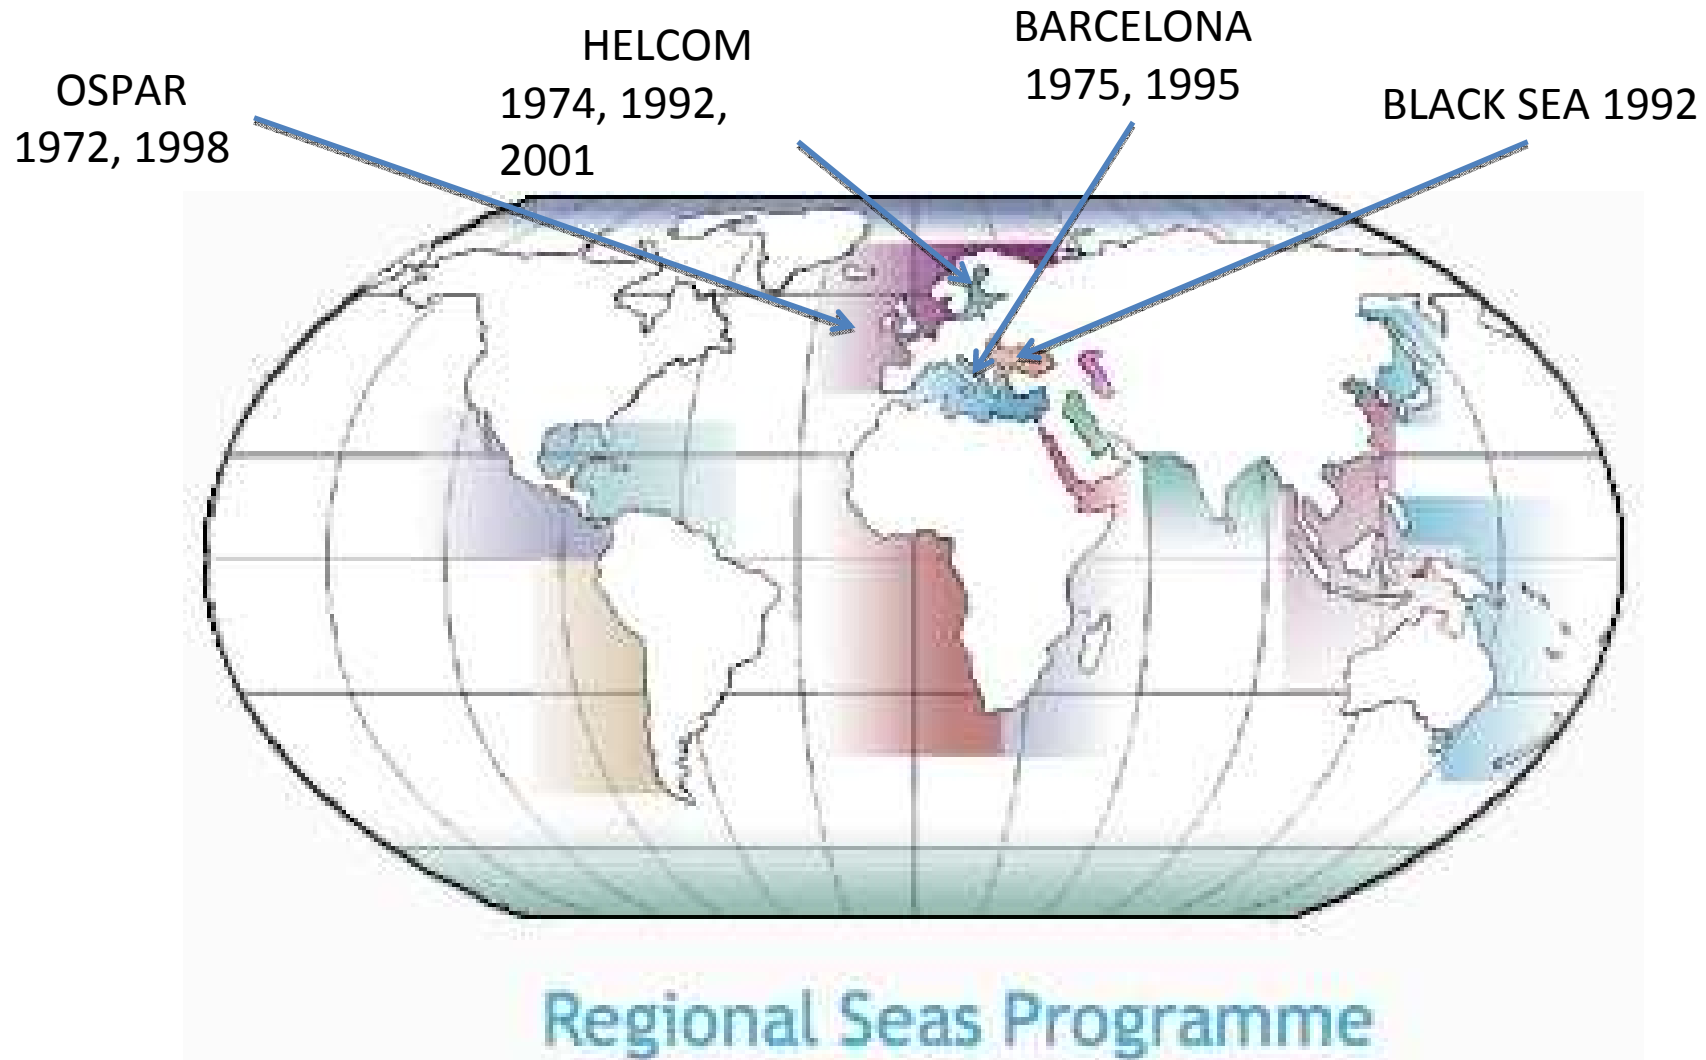 OSPAR
1972, 1998
HELCOM
1974, 1992,
2001
BARCELONA
1975, 1995
BLACK SEA 1992
Regional Seas Programme